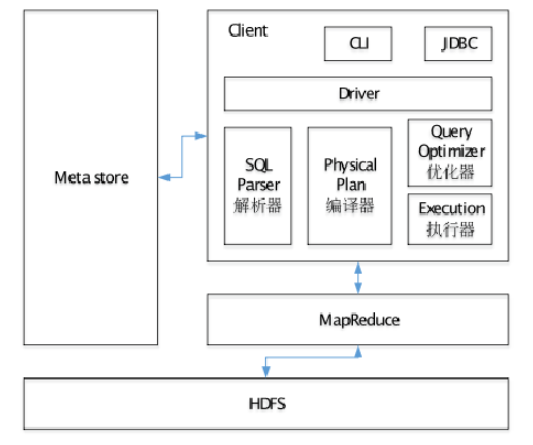 Client
CLI
JDBC
Driver
Meta store
SQL
Parser
解析器
Physical
Plan
编译器
Query
Optimizer
优化器
Execution
执行器
MapReduce
HDFS